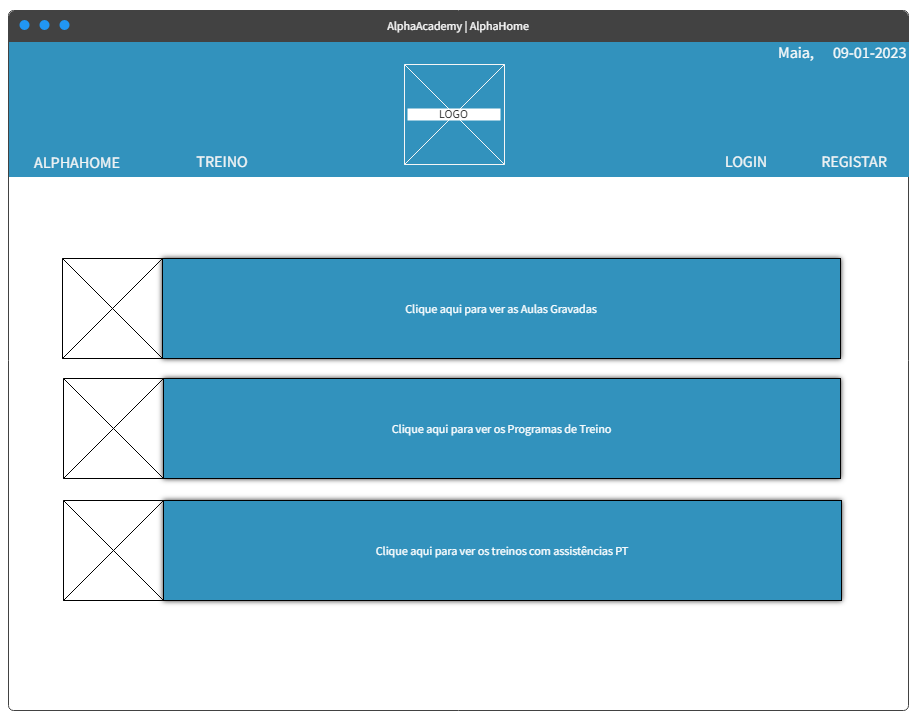 AlphaAcademy | AlphaHome
Maia, 09-01-2023
LOGO
ALPHAHOME TREINO LOGIN REGISTAR
Clique aqui para ver as Aulas Gravadas
Clique aqui para ver os Programas de Treino
Clique aqui para ver os treinos com assistências PT